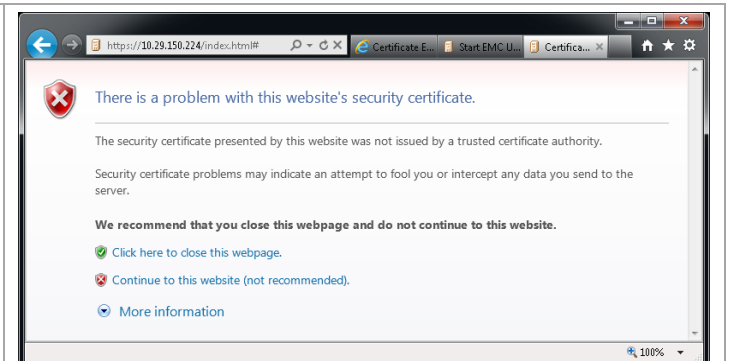 https://10.29.150.224/index.html#
Certificate E...
Start EMC U...
Certifica...
There is a problem with this website's security certificate.
The security certificate presented by this website was not issued by a trusted certificate authority.
Security certificate problems may indicate an attempt to fool you or intercept any data you send to the
server.
We recommend that you close this webpage and do not continue to this website.
Click here to close this webpage.
Continue to this website (not recommended).
More information
100%